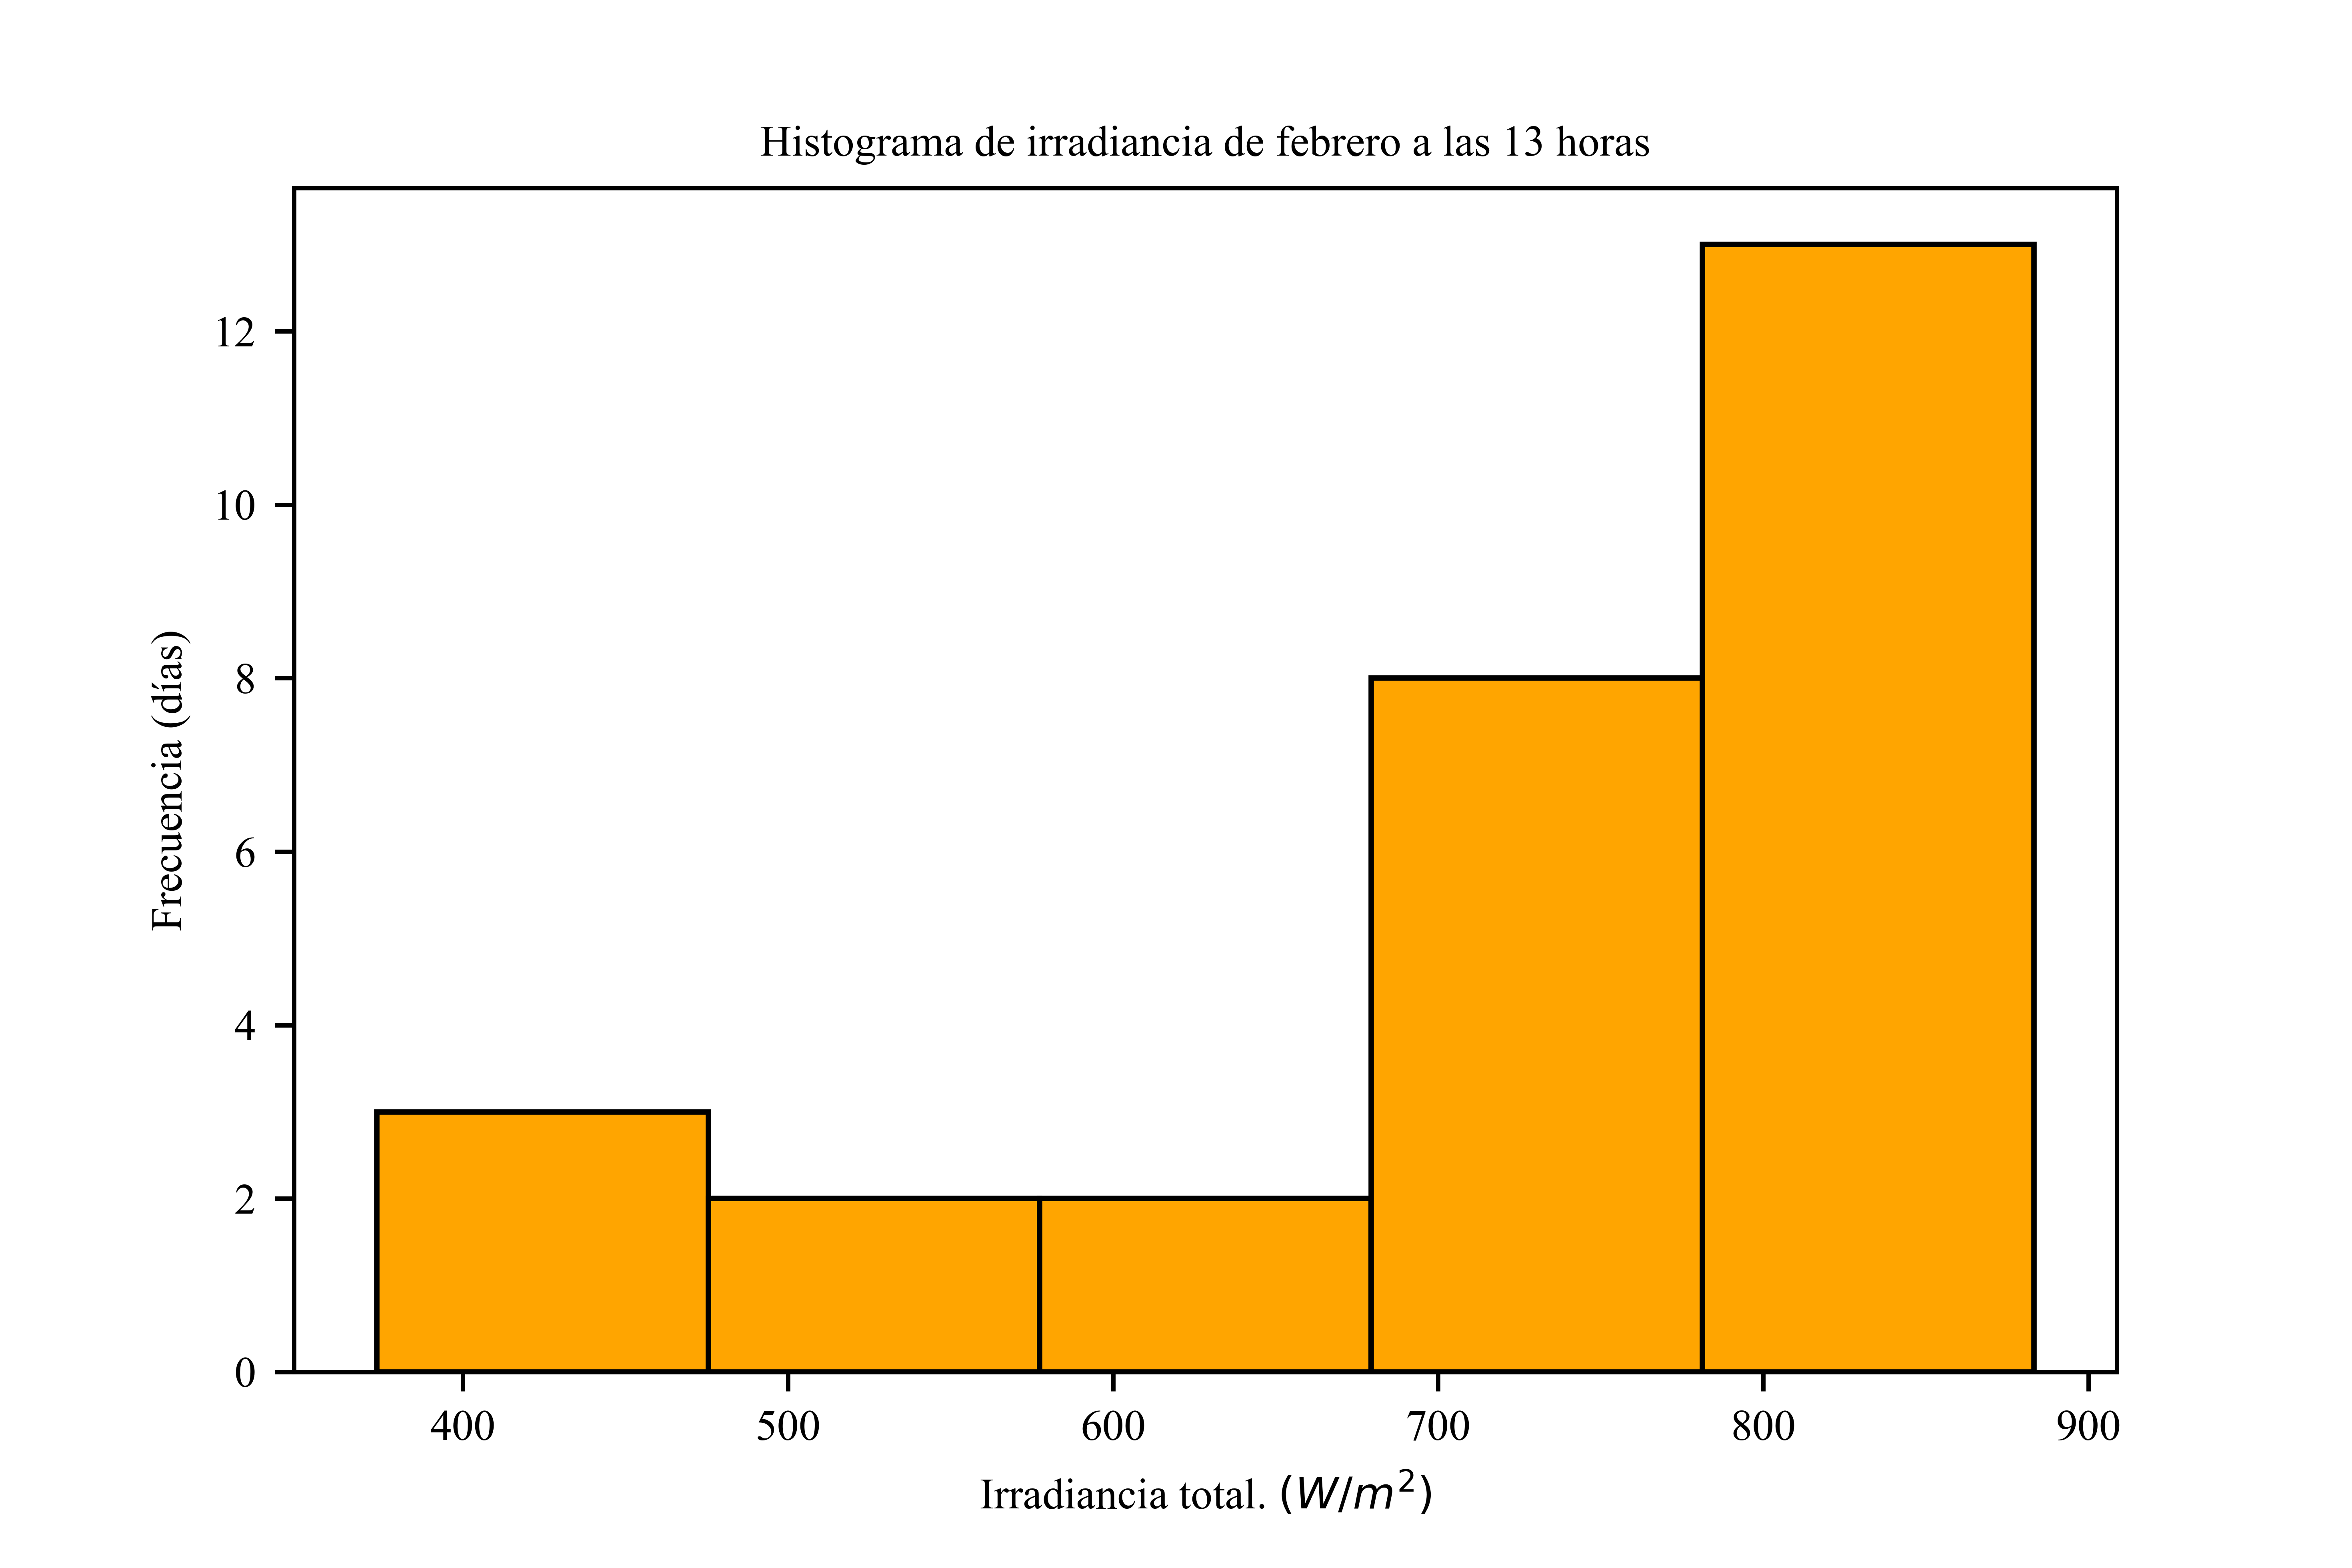 Histograma de irradiancia de febrero a las 13 horas
Frecuencia (días)
12
10
8
6
4
2
0
400 500 600 700 800 900
Irradiancia total. (W/m²)